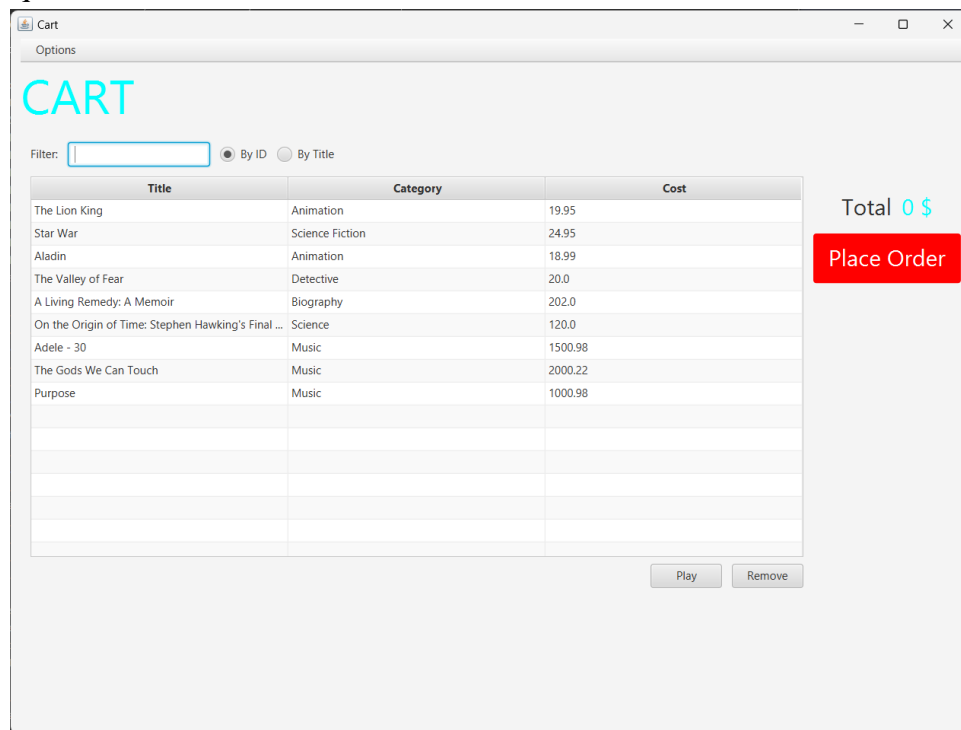 Cart
Options
CART
Filter: By ID By Title
Title Category Cost
The Lion King Animation 19.95
Star War Science Fiction 24.95
Aladin Animation 18.99
The Valley of Fear Detective 20.0
A Living Remedy: A Memoir Biography 202.0
On the Origin of Time: Stephen Hawking's Final ... Science 120.0
Adele - 30 Music 1500.98
The Gods We Can Touch Music 2000.22
Purpose Music 1000.98
Total 0 $
Place Order
Play Remove